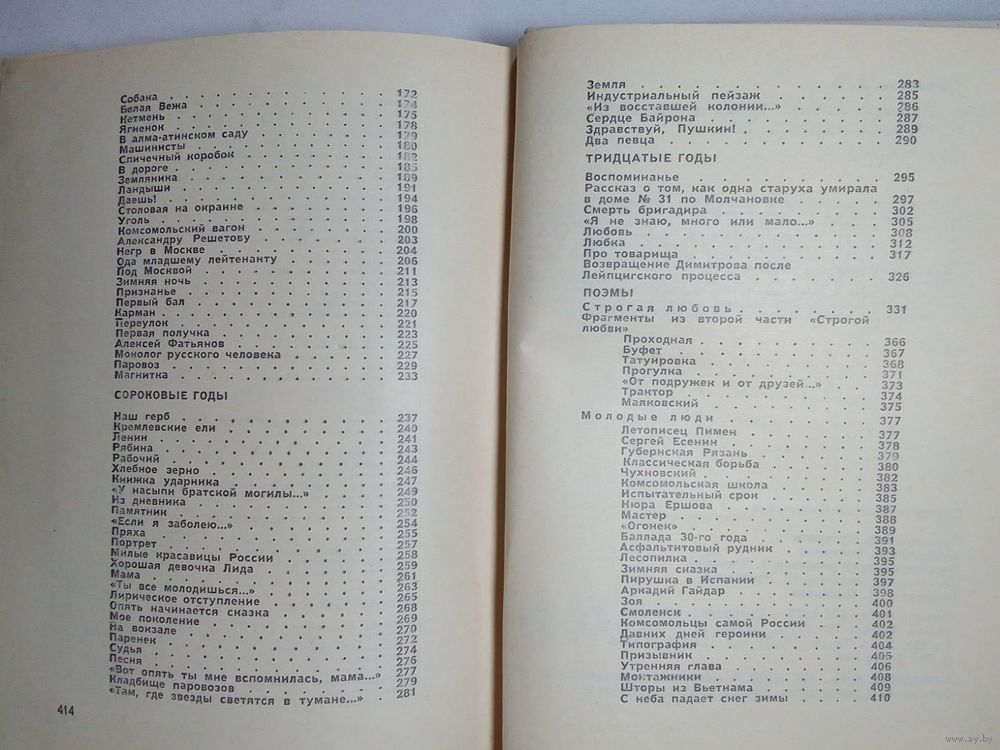 Собака . . . 172
Белая Вежа . . . 174
Кетмень . . . 175
Ягненок . . . 178
В алма-атинском саду . . . 179
Машинисты . . . 180
Спичечный коробок . . . 182
В дороге . . . 185
Земляника . . . 189
Ландыши . . . 191
Даешь! . . . 194
Столовая на окраине . . . 196
Уголь . . . 198
Комсомольский вагон . . . 200
Александру Решетову . . . 203
Негр в Москве . . . 204
Ода младшему лейтенанту . . . 206
Под Москвой . . . 211
Зимняя ночь . . . 213
Признанье . . . 215
Первый бал . . . 217
Карман . . . 220
Переулок . . . 221
Первая получка . . . 223
Алексей Фатьянов . . . 225
Монолог русского человека . . . 227
Паровоз . . . 229
Магнитка . . . 233
СОРОКОВЫЕ ГОДЫ
Наш герб . . . 237
Кремлевские ели . . . 240
Ленин . . . 241
Рябина . . . 243
Рабочий . . . 244
Хлебное зерно . . . 246
Книжка ударника . . . 247
«У насыпи братской могилы...» . . . 249
Из дневника . . . 250
Памятник . . . 252
«Если я заболею...» . . . 254
Пряха . . . 255
Портрет . . . 257
Милые красавицы России . . . 258
Хорошая девочка Лида . . . 259
Мама . . . 261
«Ты все молодишься...» . . . 263
Лирическое отступление . . . 265
Опять начинается сказка . . . 268
Мое поколение . . . 269
На вокзале . . . 270
Паренек . . . 272
Судья . . . 274
Песня . . . 276
«Вот опять ты мне вспомнилась, мама...» 277
Кладбище паровозов . . . 279
«Там, где звезды светятся в тумане...» . 281
414
Земля . . . 283
Индустриальный пейзаж . . . 285
«Из восставшей колонии...» . . . 286
Сердце Байрона . . . 287
Здравствуй, Пушкин! . . . 289
Два певца . . . 290
ТРИДЦАТЫЕ ГОДЫ
Воспоминанье . . . 295
Рассказ о том, как одна старуха умирала
в доме № 31 по Молчановке . . . 297
Смерть бригадира . . . 302
«Я не знаю, много или мало...» . . . 305
Любовь . . . 308
Любка . . . 312
Про товарища . . . 317
Возвращение Димитрова после
Лейпцигского процесса . . . 326
ПОЭМЫ
Строгая любовь . . . 331
Фрагменты из второй части «Строгой
любви»
Проходная . . . 366
Буфет . . . 367
Татуировка . . . 368
Прогулка . . . 371
«От подружек и от друзей...» . . . 373
Трактор . . . 374
Маяковский . . . 375
Молодые люди . . . 377
Летописец Пимен . . . 377
Сергей Есенин . . . 378
Губернская Рязань . . . 379
Классическая борьба . . . 380
Чухновский . . . 382
Комсомольская школа . . . 383
Испытательный срок . . . 385
Нюра Ершова . . . 387
Мастер . . . 388
«Огонек» . . . 389
Баллада 30-го года . . . 391
Асфальтитовый рудник . . . 393
Лесопилка . . . 395
Зимняя сказка . . . 395
Пирушка в Испании . . . 397
Аркадий Гайдар . . . 398
Зоя . . . 400
Смоленск . . . 401
Комсомольцы самой России . . . 402
Давних дней героини . . . 402
Типография . . . 404
Призывник . . . 405
Утренняя глава . . . 406
Монтажники . . . 408
Шторы из Вьетнама . . . 409
С неба падает снег зимы . . . 410
www.ay.by